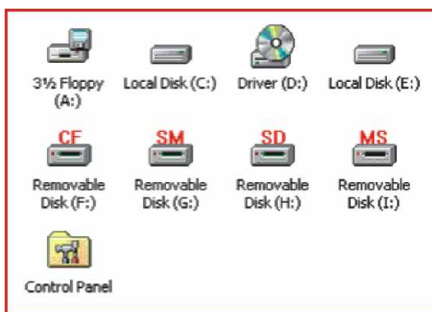 3½ Floppy (A:)
Local Disk (C:)
Driver (D:)
Local Disk (E:)
CF
Removable Disk (F:)
SM
Removable Disk (G:)
SD
Removable Disk (H:)
MS
Removable Disk (I:)
Control Panel